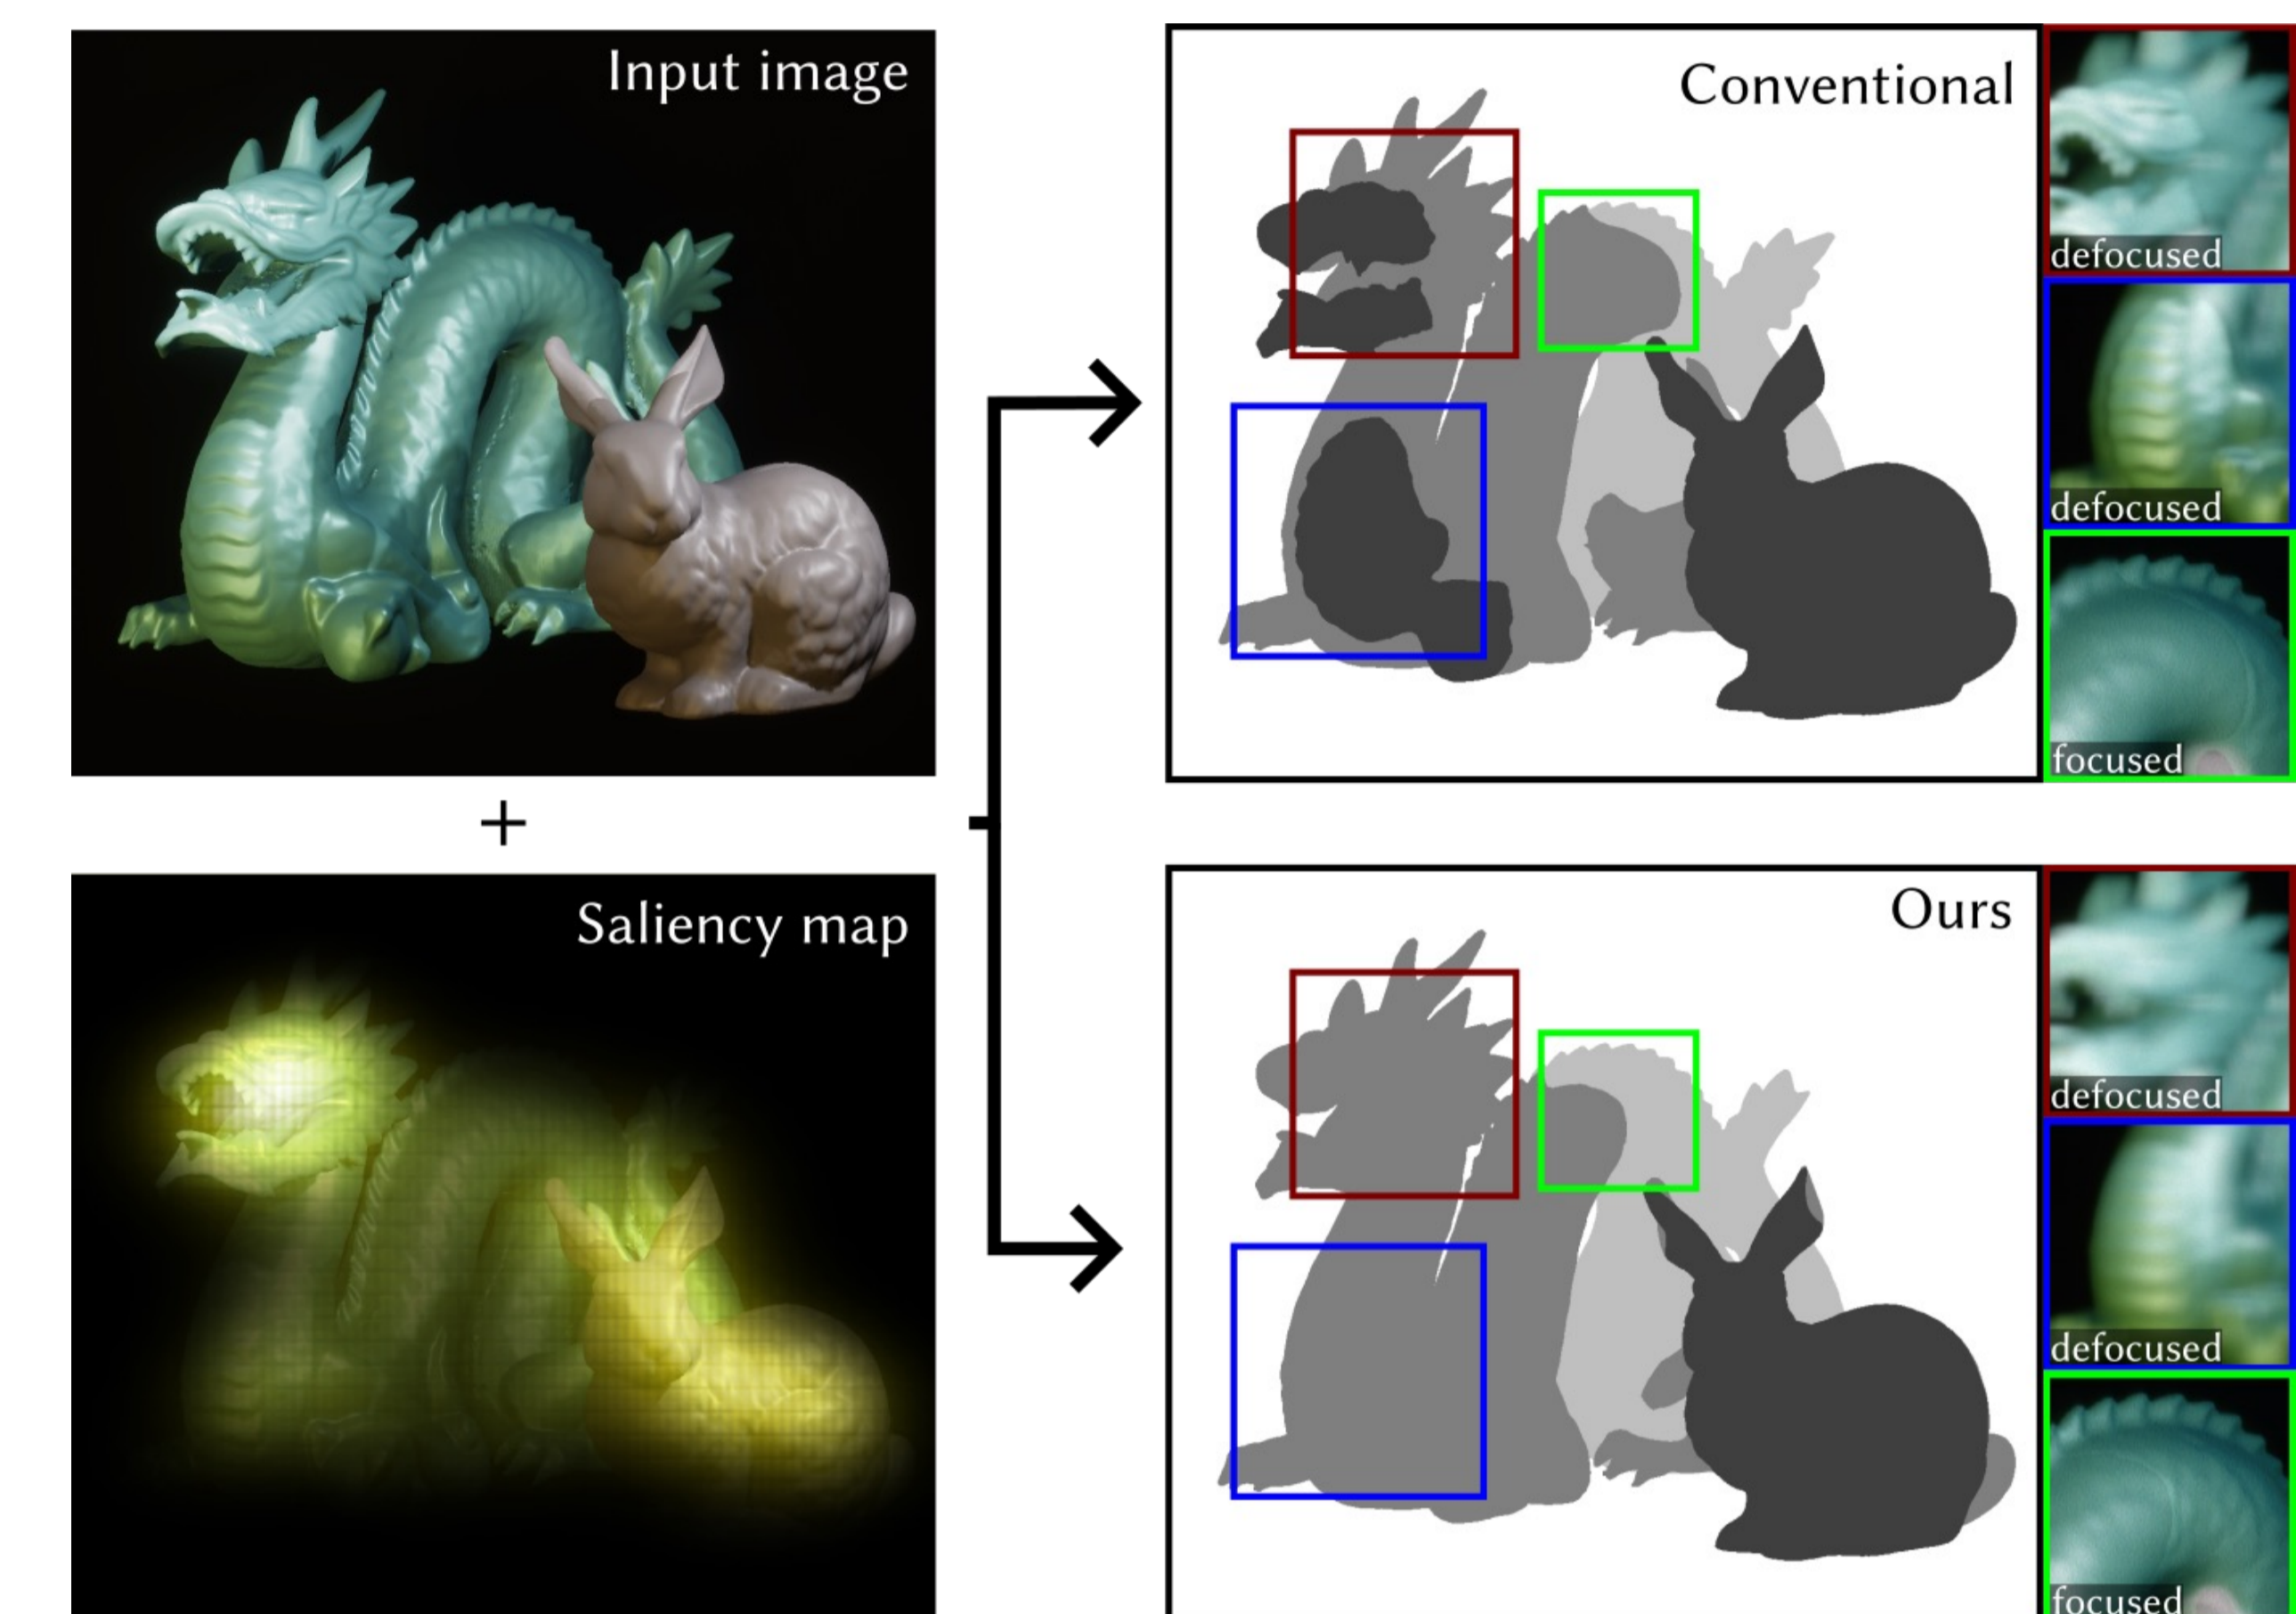 Input image
+
Saliency map
Conventional
defocused
defocused
focused
Ours
defocused
defocused
focused